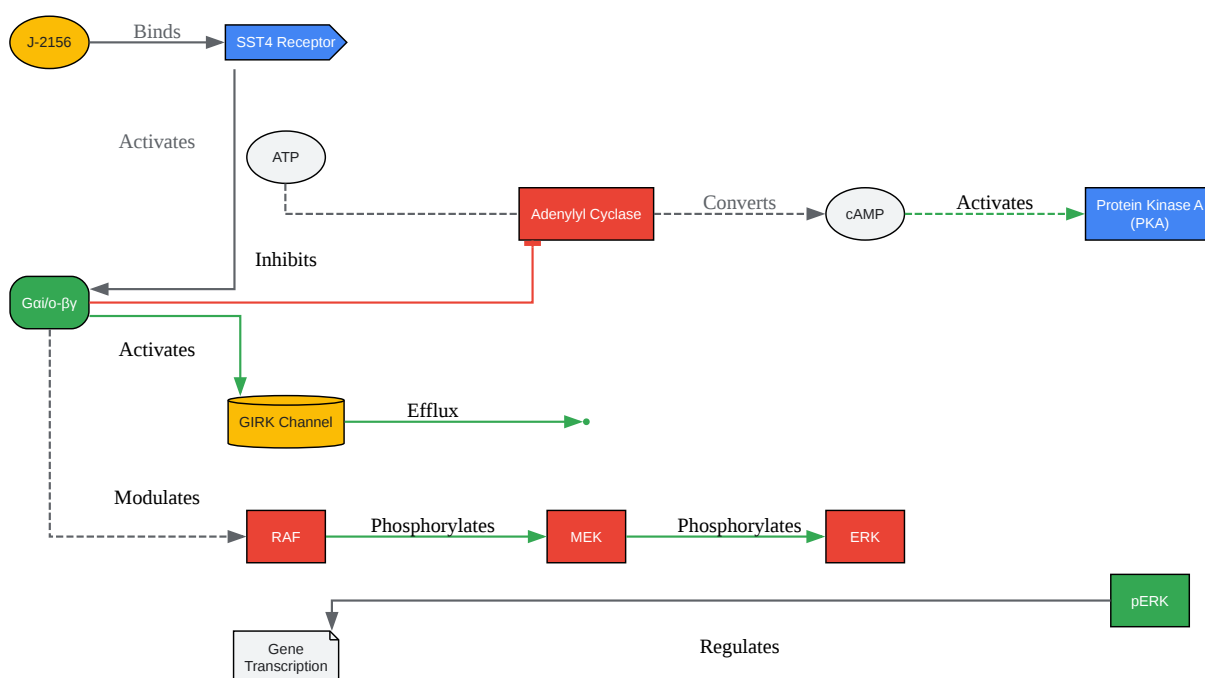 J-2156
Binds
SST4 Receptor
Activates
ATP
Adenylyl Cyclase
Converts
cAMP
Activates
Protein Kinase A
(PKA)
Inhibits
Gαi/o-βγ
Activates
GIRK Channel
Efflux
Modulates
RAF
Phosphorylates
MEK
Phosphorylates
ERK
pERK
Regulates
Gene
Transcription